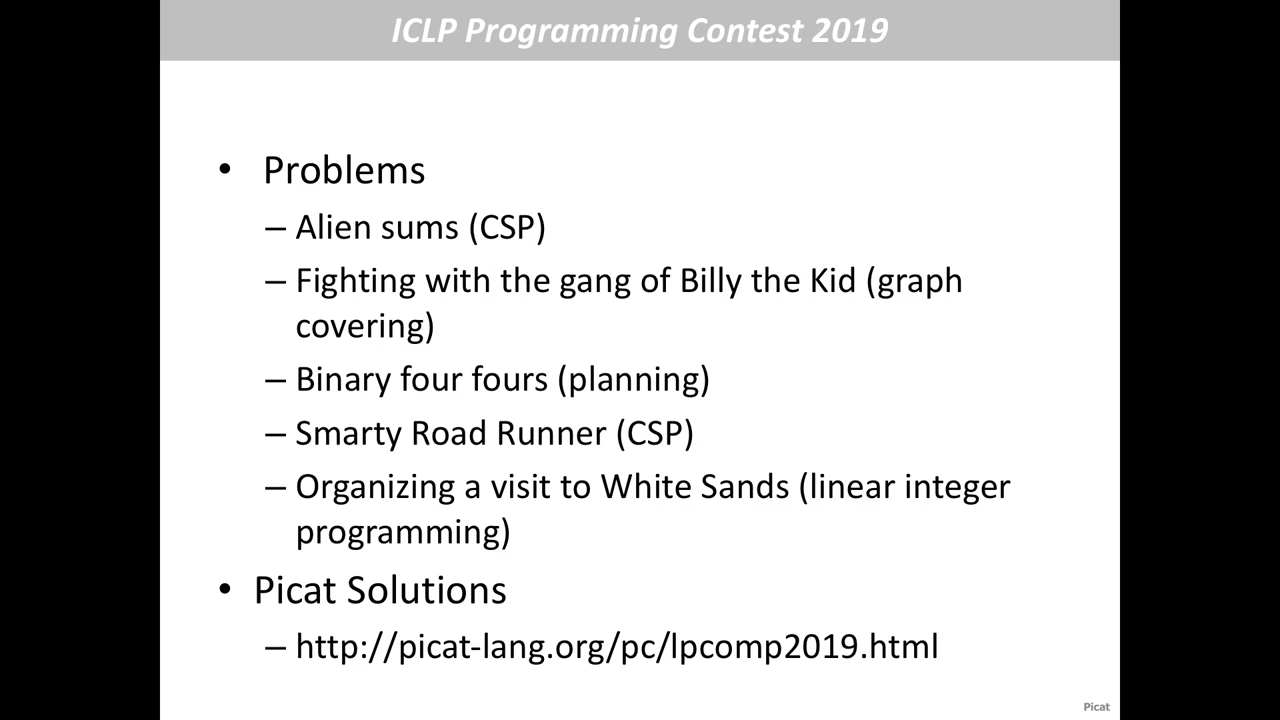 ICLP Programming Contest 2019
• Problems
– Alien sums (CSP)
– Fighting with the gang of Billy the Kid (graph
covering)
– Binary four fours (planning)
– Smarty Road Runner (CSP)
– Organizing a visit to White Sands (linear integer
programming)
• Picat Solutions
– http://picat-lang.org/pc/lpcomp2019.html
Picat